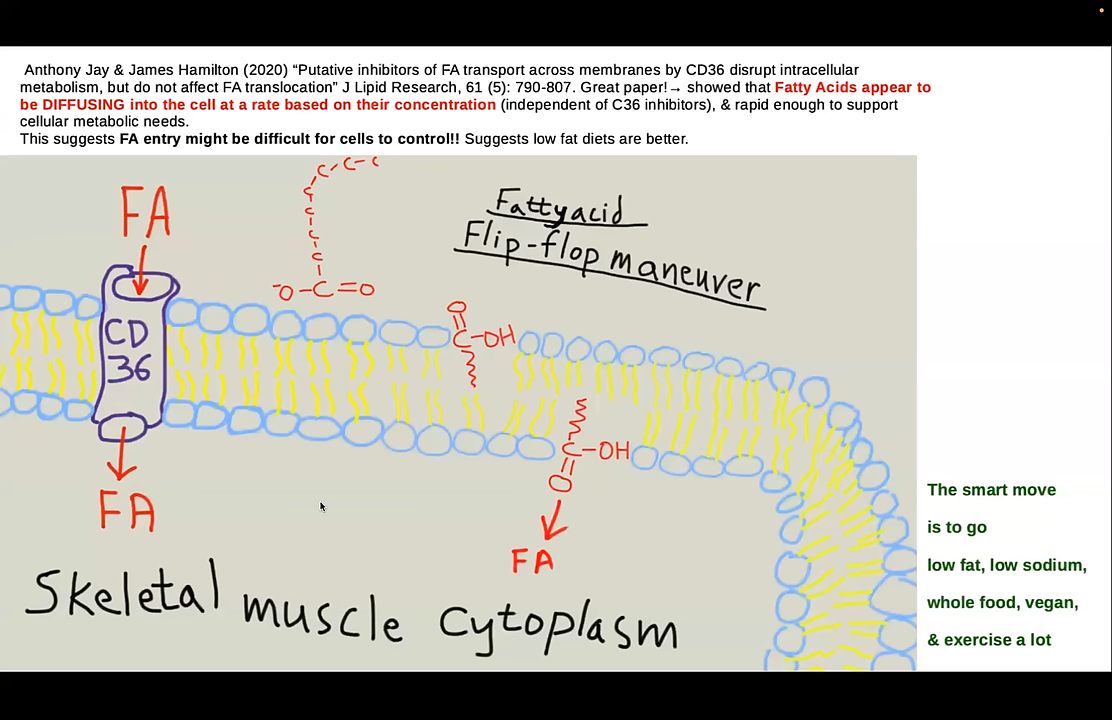 Anthony Jay & James Hamilton (2020) “Putative inhibitors of FA transport across membranes by CD36 disrupt intracellular
metabolism, but do not affect FA translocation” J Lipid Research, 61 (5): 790-807. Great paper!→ showed that Fatty Acids appear to
be DIFFUSING into the cell at a rate based on their concentration (independent of C36 inhibitors), & rapid enough to support
cellular metabolic needs.
This suggests FA entry might be difficult for cells to control!! Suggests low fat diets are better.
C-C-C
C
C
C
C
C
⁻O-C=O
FA
Fatty acid
Flip-flop maneuver
CD
36
O
C-OH
C-OH
O
FA
FA
Skeletal muscle cytoplasm
The smart move
is to go
low fat, low sodium,
whole food, vegan,
& exercise a lot